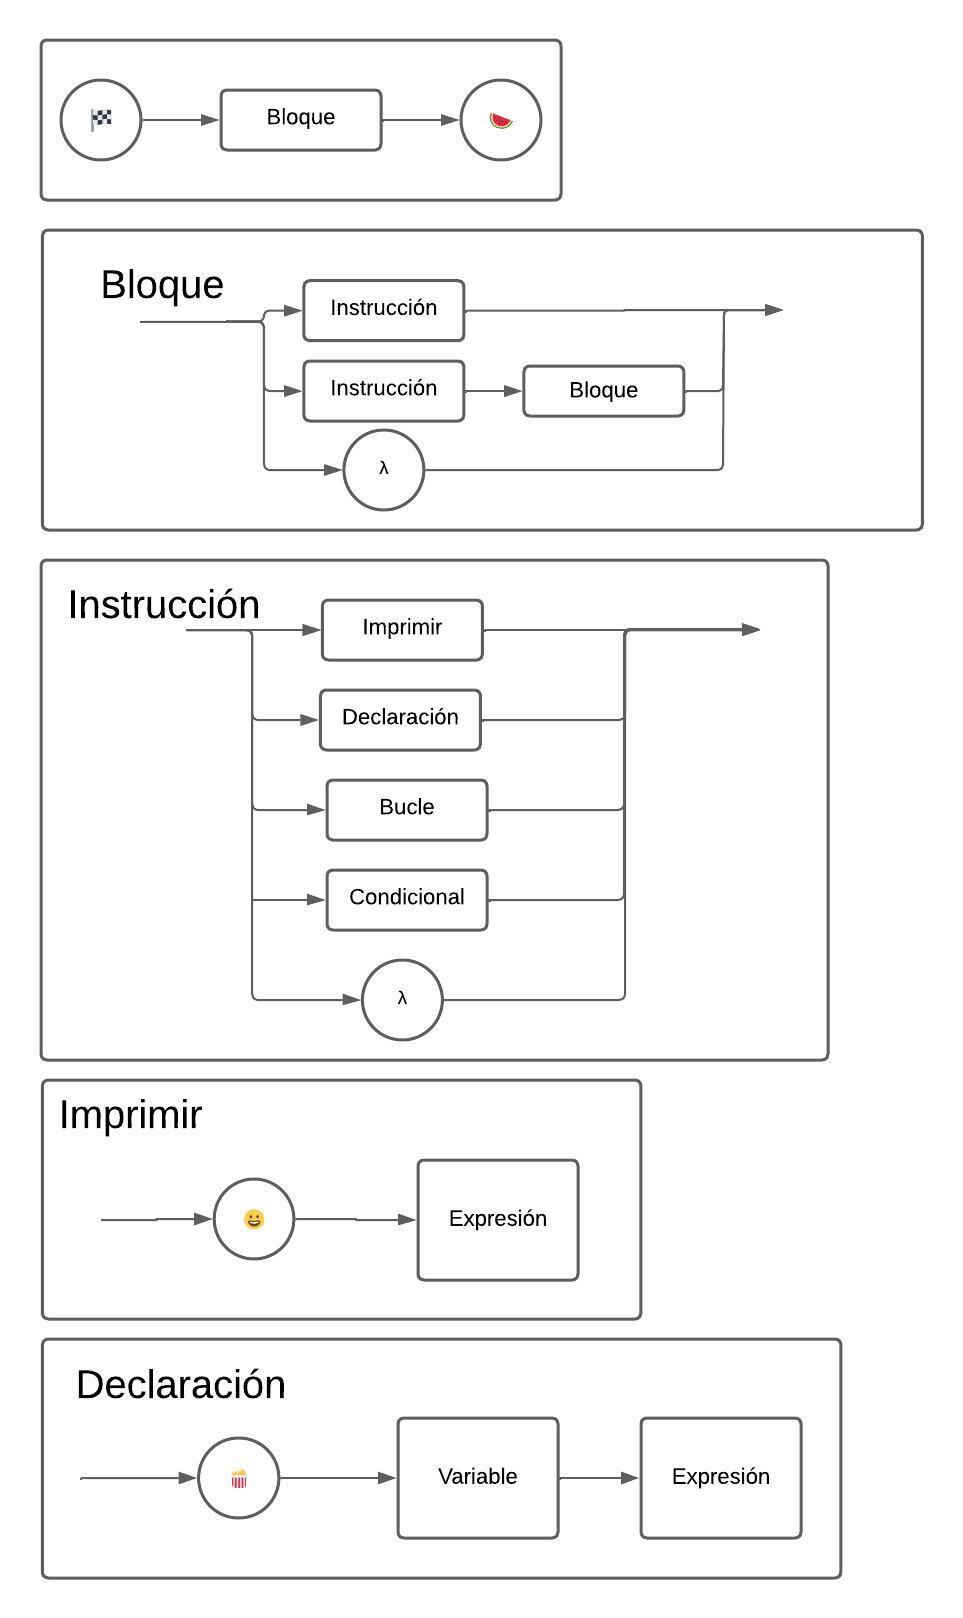 Bloque
Bloque
Instrucción
Instrucción
Bloque
λ
Instrucción
Imprimir
Declaración
Bucle
Condicional
λ
Imprimir
Expresión
Declaración
Variable
Expresión